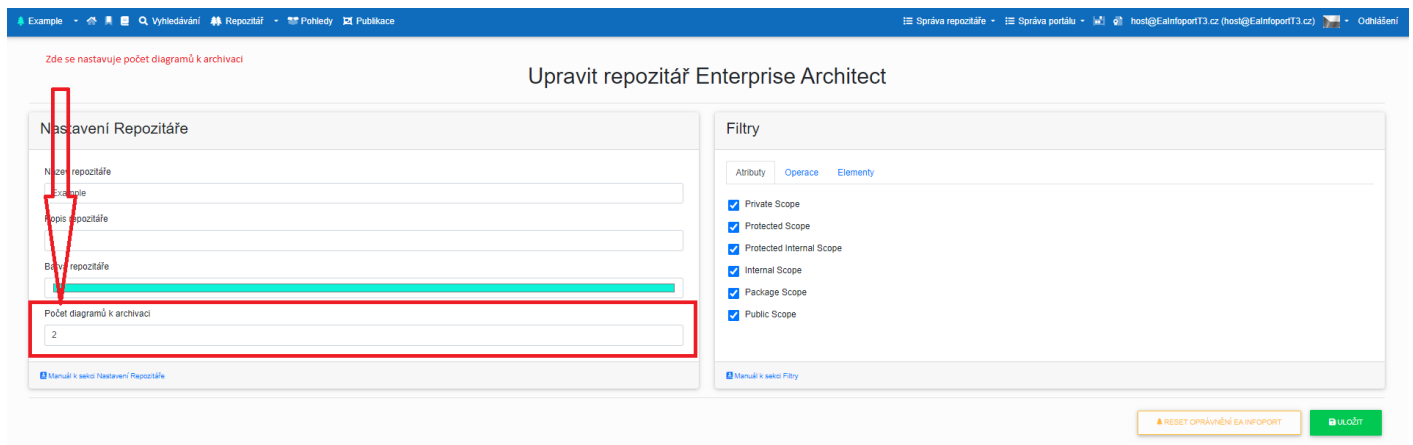 Example Vyhledávání Repozitář Pohledy Publikace Správa repozitáře Správa portálu host@EaInfoportT3.cz (host@EaInfoportT3.cz) Odhlášení
Zde se nastavuje počet diagramů k archivaci
Upravit repozitář Enterprise Architect
Nastavení Repozitáře
Název repozitáře
Example
Popis repozitáře
Barva repozitáře
Počet diagramů k archivaci
2
Manuál k sekci Nastavení Repozitáře
Filtry
Atributy Operace Elementy
Private Scope
Protected Scope
Protected Internal Scope
Internal Scope
Package Scope
Public Scope
Manuál k sekci Filtry
RESET OPRÁVNĚNÍ EA INFOPORT ULOŽIT